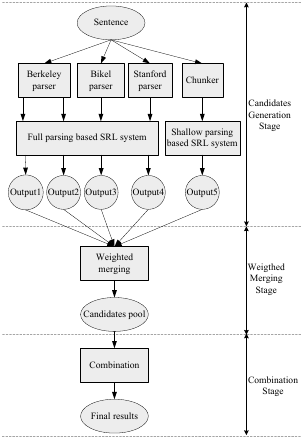 Sentence
Berkeley
parser
Bikel
parser
Stanford
parser
Chunker
Full parsing based SRL system
Shallow parsing
based SRL system
Output1
Output2
Output3
Output4
Output5
Candidates
Generation
Stage
Weighted
merging
Candidates pool
Weigthed
Merging
Stage
Combination
Final results
Combination
Stage